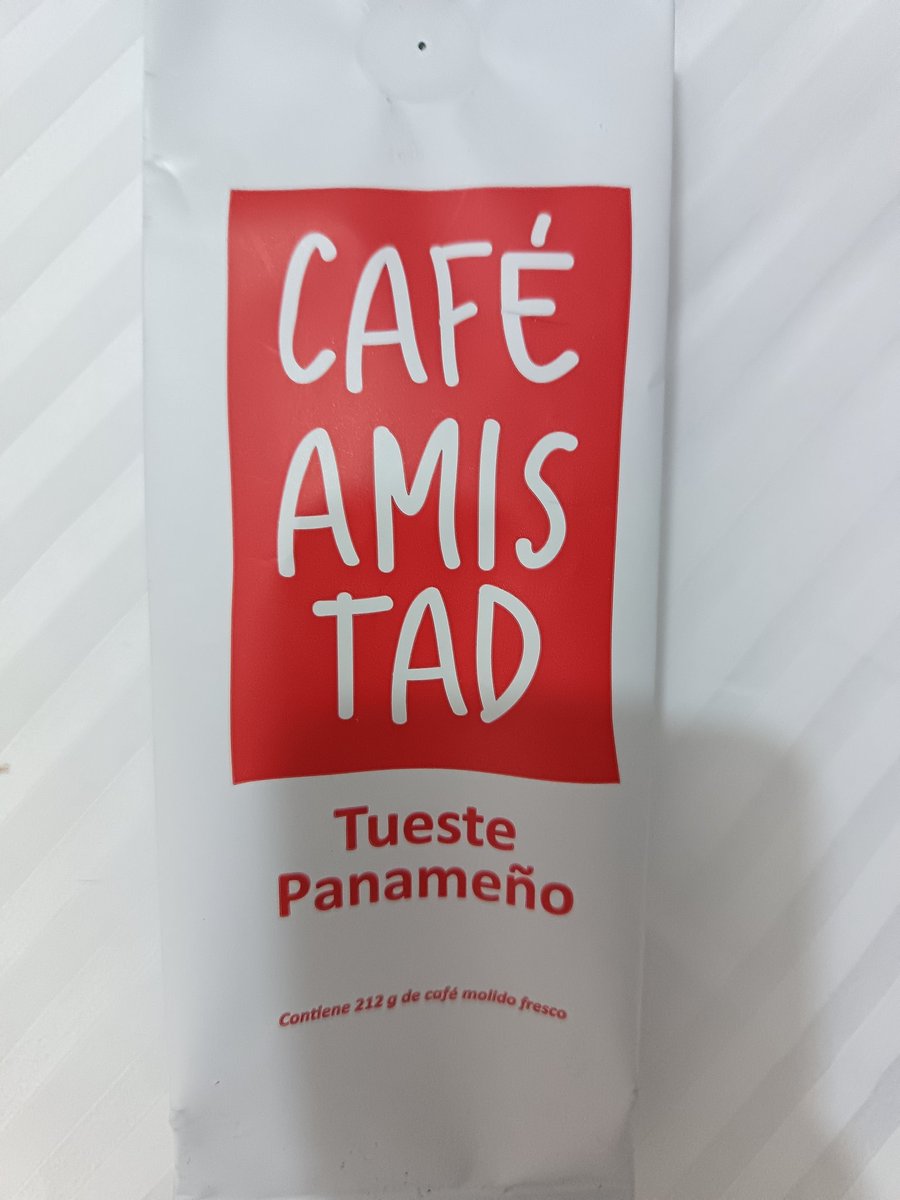 CAFÉ
AMIS
TAD
Tueste
Panameño
Contiene 212 g de café molido fresco